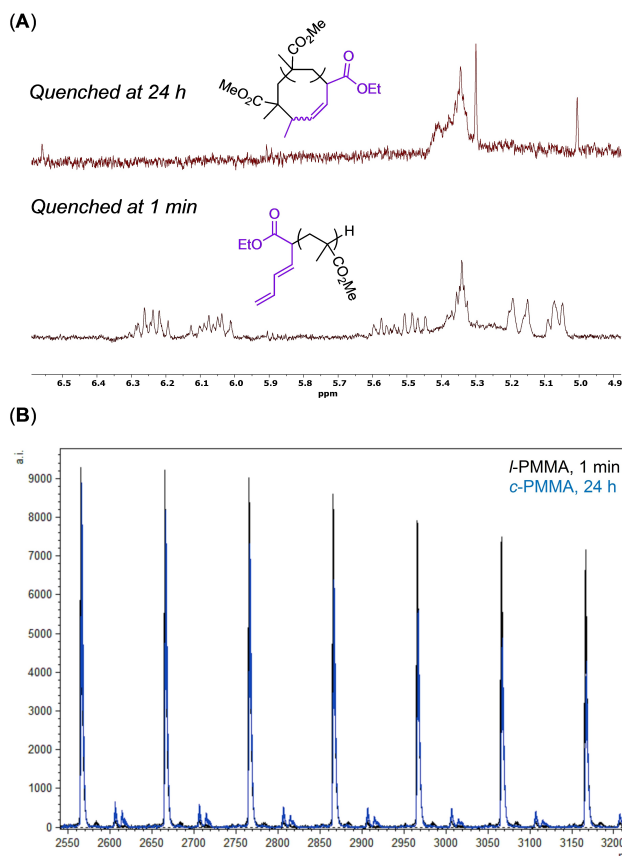 (A)
CO2Me
O
OEt
MeO2C
Quenched at 24 h
Quenched at 1 min
O
EtO
H
CO2Me
6.5 6.4 6.3 6.2 6.1 6.0 5.9 5.8 5.7 5.6 5.5 5.4 5.3 5.2 5.1 5.0 4.9
ppm
(B)
a.i.
l-PMMA, 1 min
c-PMMA, 24 h
9000
8000
7000
6000
5000
4000
3000
2000
1000
0
2550 2600 2650 2700 2750 2800 2850 2900 2950 3000 3050 3100 3150